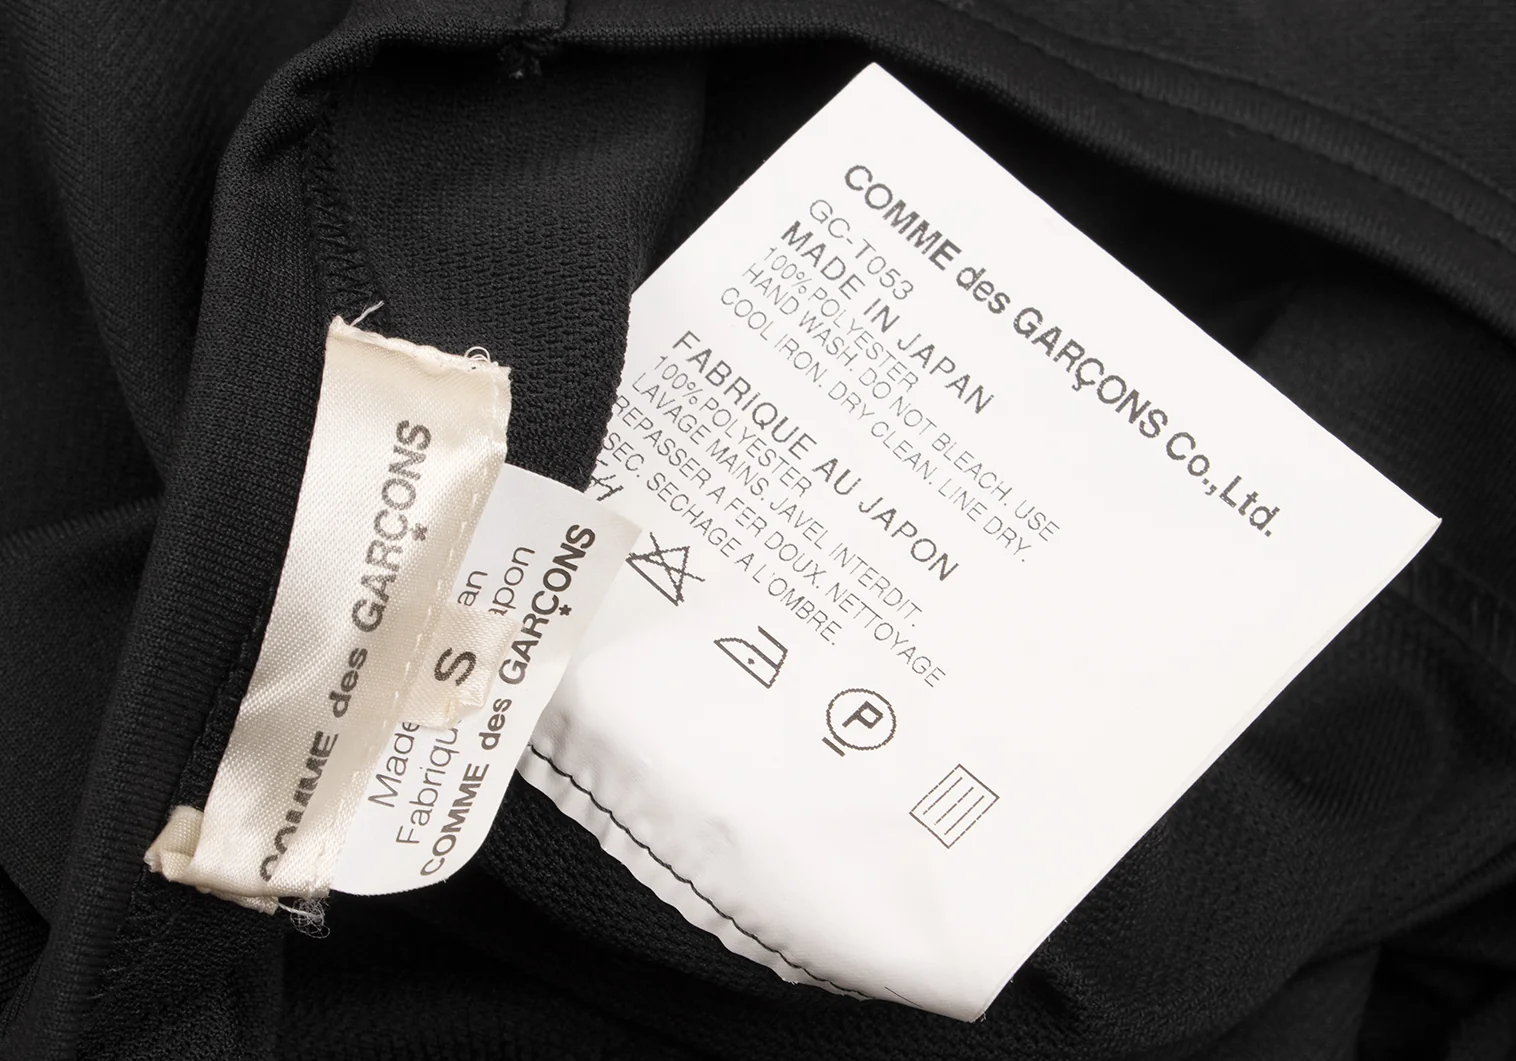 COMME des GARÇONS Co.,Ltd.
GC-T053
MADE IN JAPAN
100% POLYESTER
HAND WASH. DO NOT BLEACH. USE
COOL IRON. DRY CLEAN. LINE DRY.
FABRIQUE AU JAPON
100% POLYESTER
LAVAGE MAINS. JAVEL INTERDIT.
REPASSER A FER DOUX. NETTOYAGE
SEC. SECHAGE A L'OMBRE.
P
COMME des GARÇONS
S
Made an
Fabriqu apon
COMME des GARÇONS